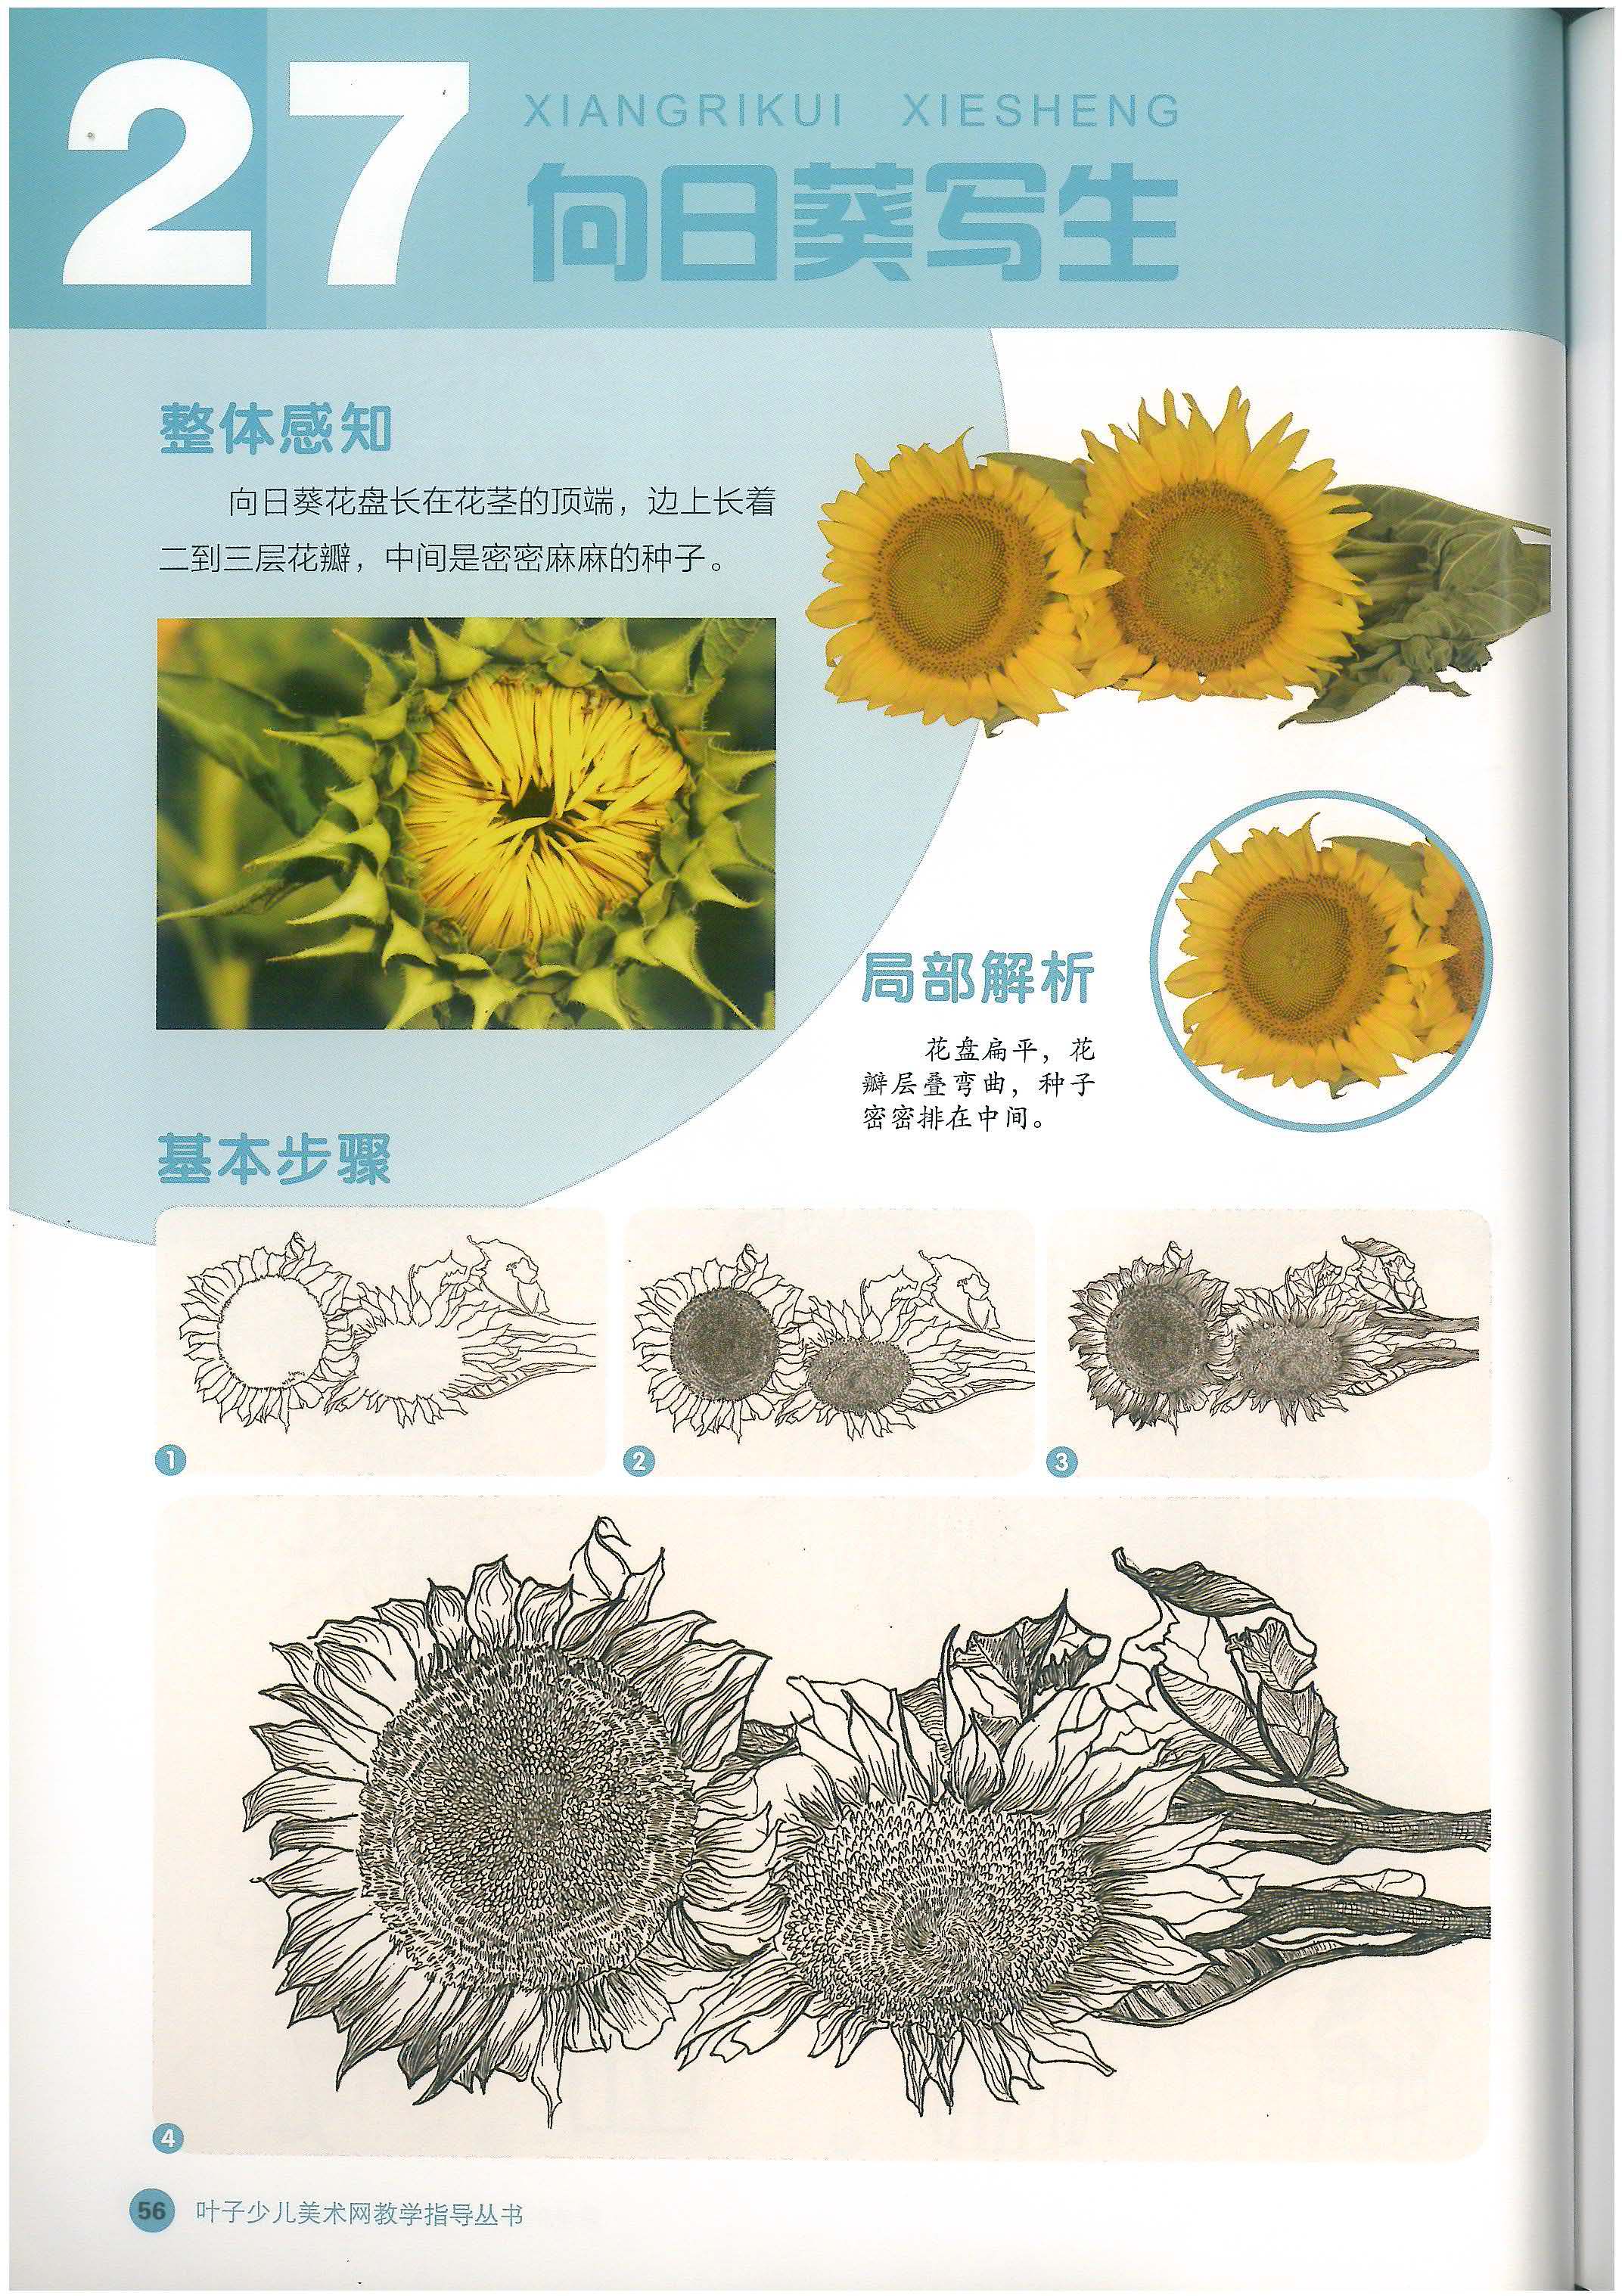 27
XIANGRIKUI XIESHENG
向日葵写生
整体感知
向日葵花盘长在花茎的顶端，边上长着
二到三层花瓣，中间是密密麻麻的种子。
局部解析
花盘扁平，花
瓣层叠弯曲，种子
密密排在中间。
基本步骤
1
2
3
4
56 叶子少儿美术网教学指导丛书